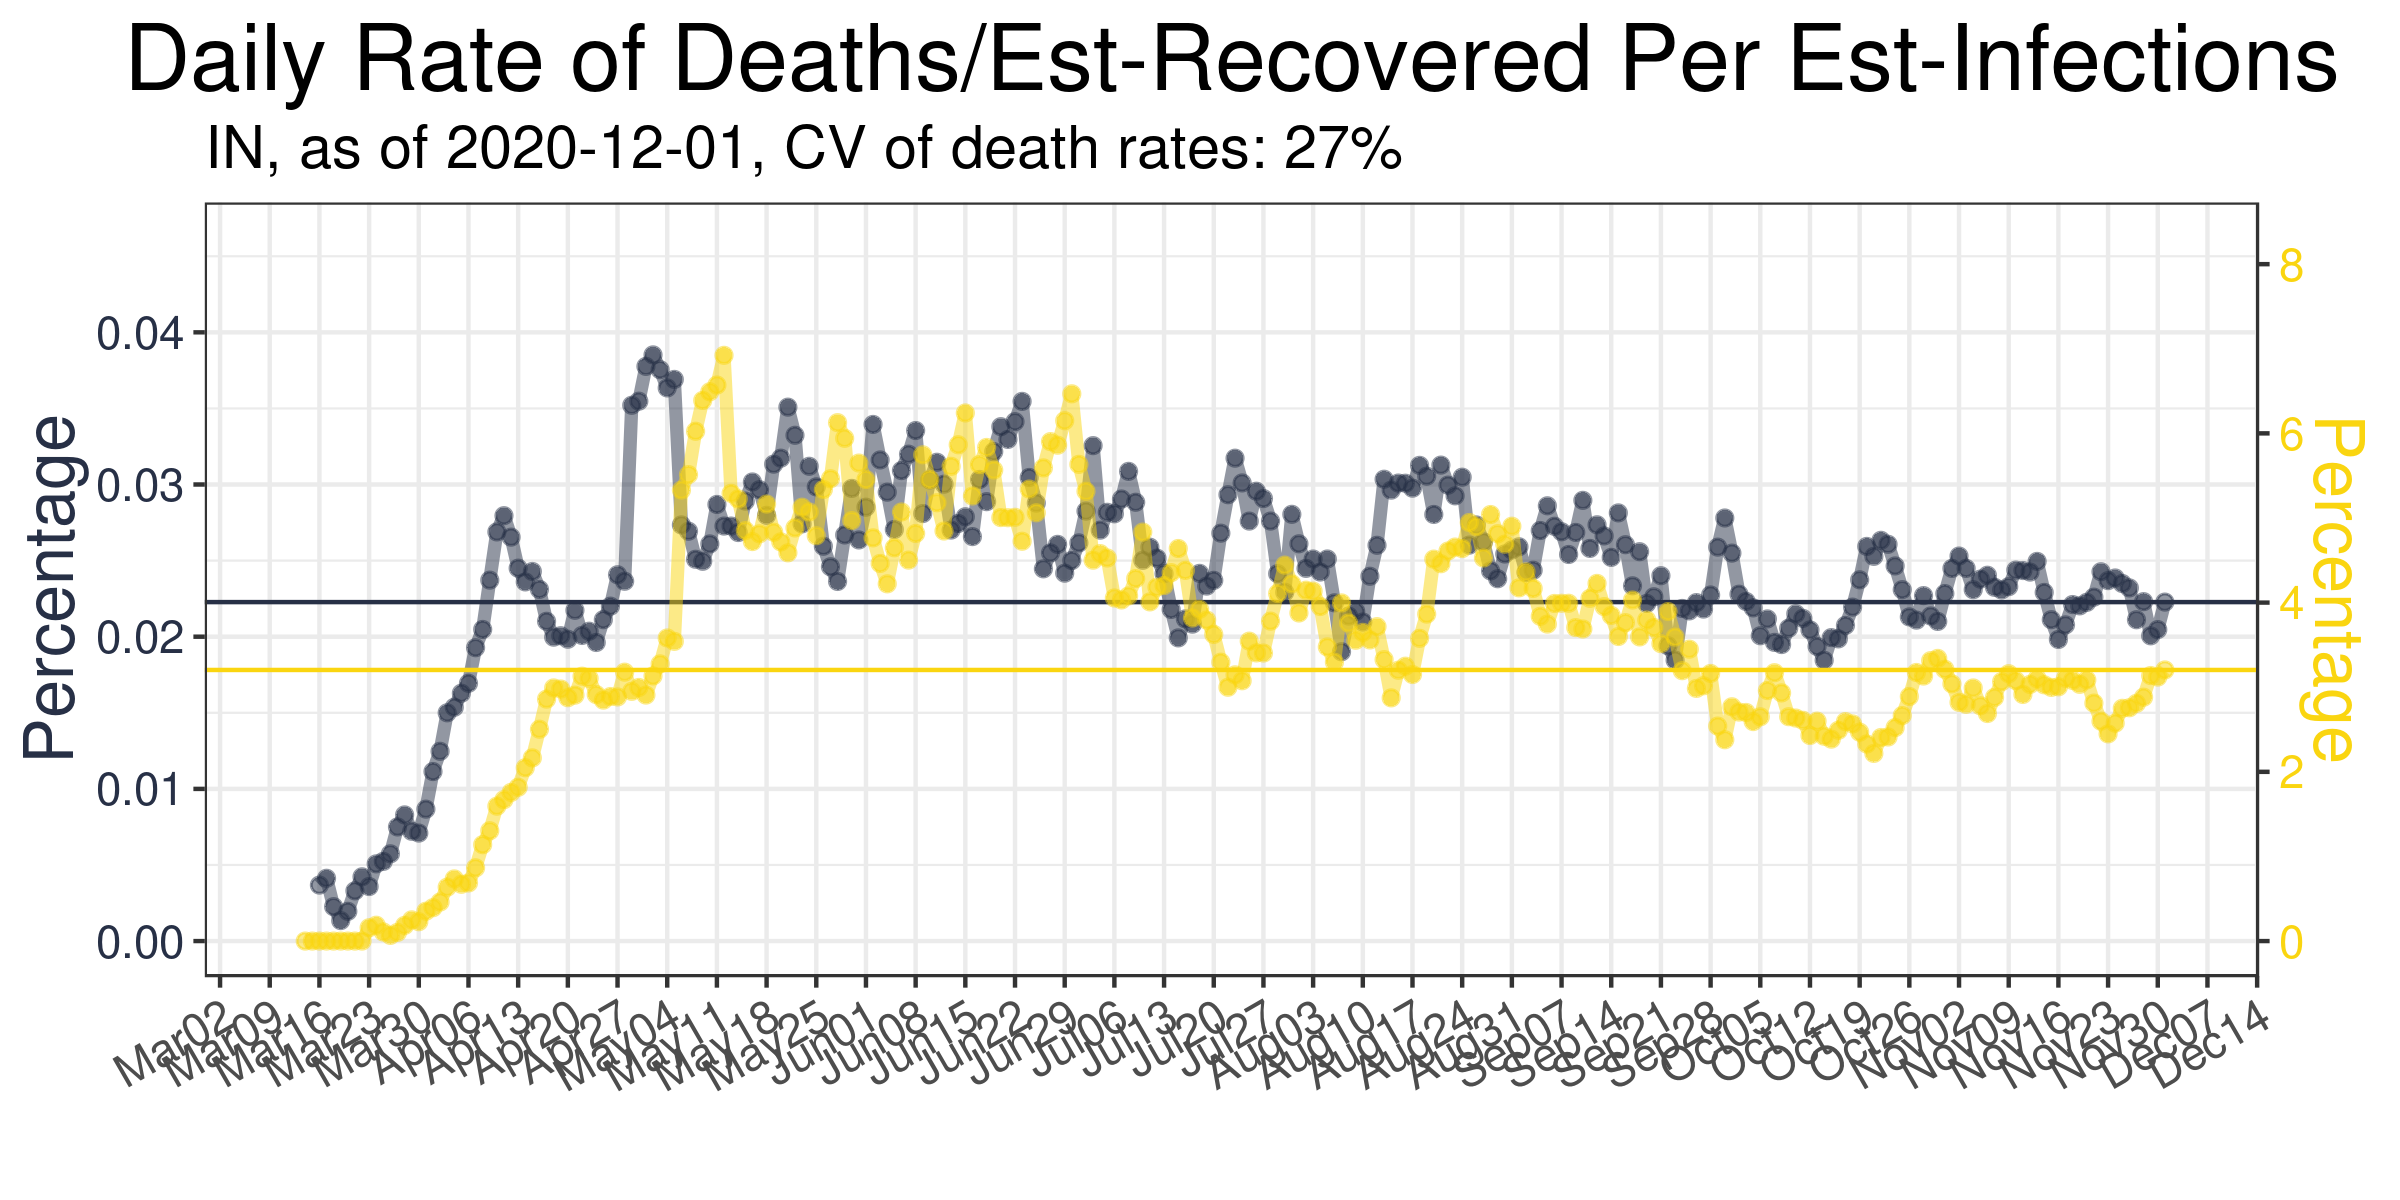 Daily Rate of Deaths/Est-Recovered Per Est-Infections
IN, as of 2020-12-01, CV of death rates: 27%
Percentage
0.04
0.03
0.02
0.01
0.00
8
6
4
2
0
Percentage
Mar02
Mar09
Mar16
Mar23
Mar30
Apr06
Apr13
Apr20
Apr27
May04
May11
May18
May25
Jun01
Jun08
Jun15
Jun22
Jun29
Jul06
Jul13
Jul20
Jul27
Aug03
Aug10
Aug17
Aug24
Aug31
Sep07
Sep14
Sep21
Sep28
Oct05
Oct12
Oct19
Oct26
Nov02
Nov09
Nov16
Nov23
Nov30
Dec07
Dec14